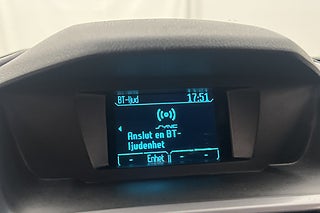 BT-ljud 17:51
SYNC
Anslut en BT-
ljudenhet
Enhet